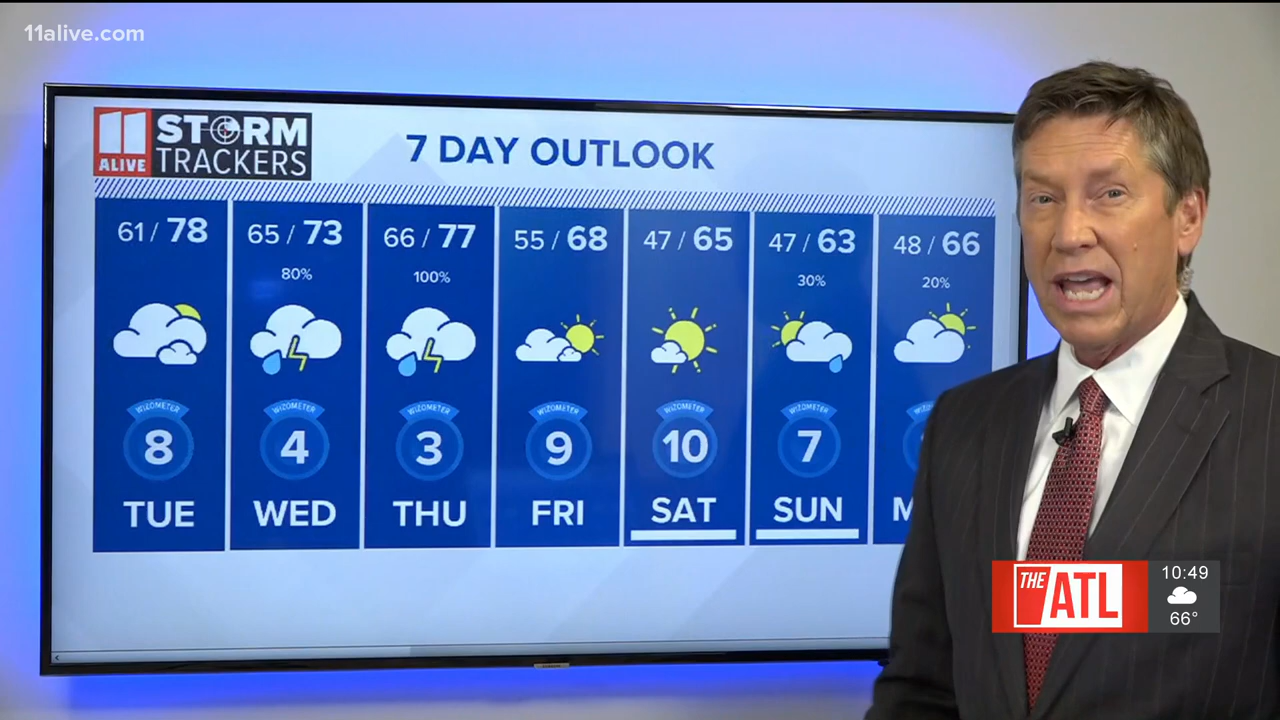 11alive.com
11
ALIVE
STORM
TRACKERS
7 DAY OUTLOOK
61 / 78
65 / 73
66 / 77
55 / 68
47 / 65
47 / 63
48 / 66
80%
100%
30%
20%
WIZOMETER
WIZOMETER
WIZOMETER
WIZOMETER
WIZOMETER
WIZOMETER
8
4
3
9
10
7
TUE
WED
THU
FRI
SAT
SUN
M
THE
ATL
10:49
66°